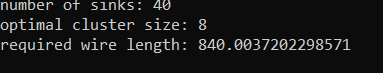 number of sinks: 40
optimal cluster size: 8
required wire length: 840.0037202298571